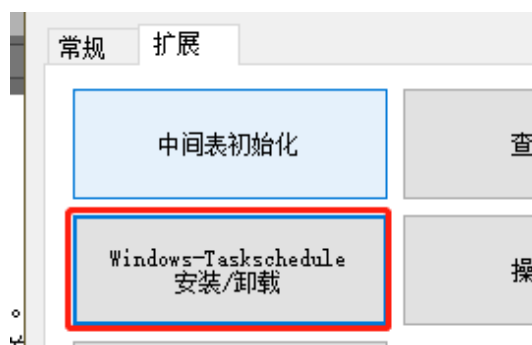 常规
扩展
中间表初始化
查
Windows-Taskschedule
安装/卸载
操